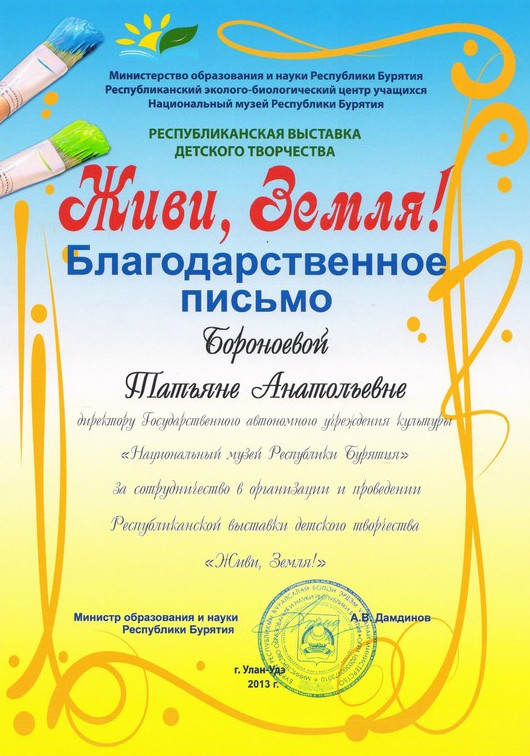 Министерство образования и науки Республики Бурятия
Республиканский эколого-биологический центр учащихся
Национальный музей Республики Бурятия
РЕСПУБЛИКАНСКАЯ ВЫСТАВКА
ДЕТСКОГО ТВОРЧЕСТВА
Живи, Земля!
Благодарственное
письмо
Бороноевой
Татьяне Анатольевне
директору Государственного автономного учреждения культуры
«Национальный музей Республики Бурятия»
за сотрудничество в организации и проведении
Республиканской выставки детского творчества
«Живи, Земля!»
Министр образования и науки
Республики Бурятия
А.В. Дамдинов
г. Улан-Удэ
2013 г.